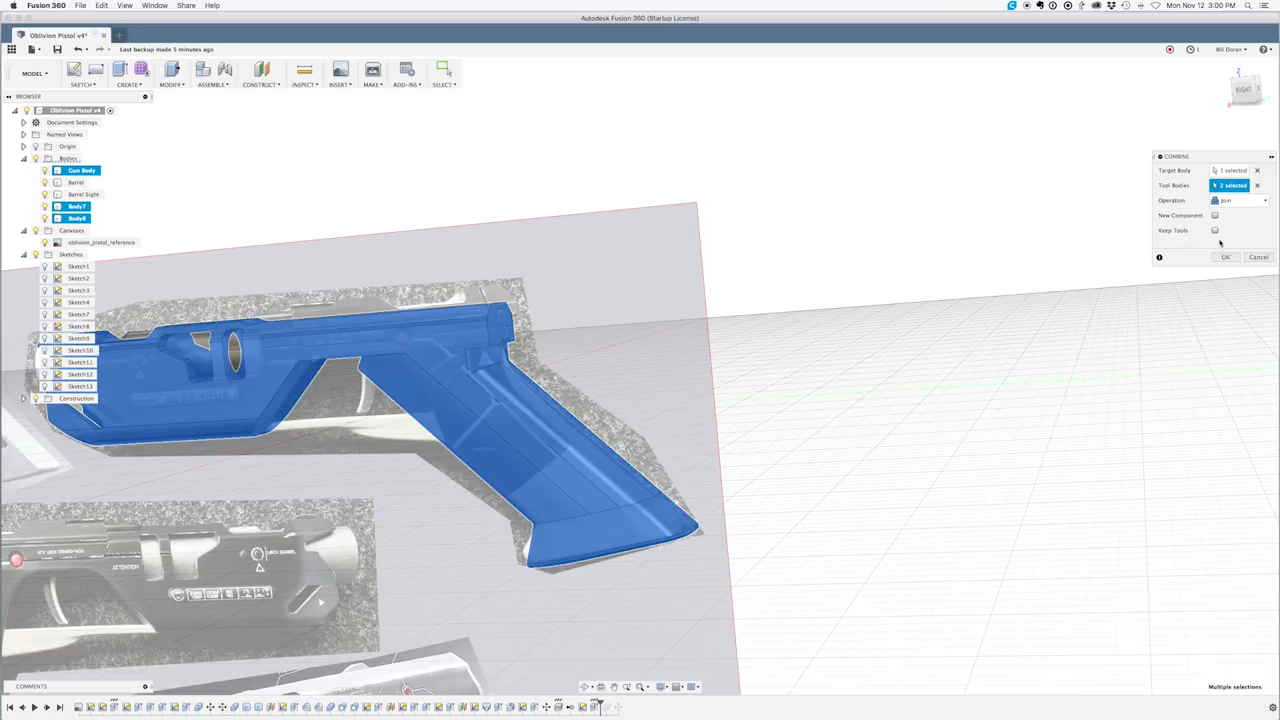 Fusion 360 File Edit View Window Share Help
Mon Nov 12 3:00 PM
Autodesk Fusion 360 (Startup License)
Oblivion Pistol v4*
Last backup made 5 minutes ago
1
Bill Doran
MODEL
SKETCH
CREATE
MODIFY
ASSEMBLE
CONSTRUCT
INSPECT
INSERT
MAKE
ADD-INS
SELECT
BROWSER
Oblivion Pistol v4
Document Settings
Named Views
Origin
Bodies
Gun Body
Barrel
Barrel Sight
Body7
Body8
Canvases
oblivion_pistol_reference
Sketches
Sketch1
Sketch2
Sketch3
Sketch4
Sketch7
Sketch8
Sketch9
Sketch10
Sketch11
Sketch12
Sketch13
Construction
Z
RIGHT
X
COMBINE
Target Body 1 selected
Tool Bodies 2 selected
Operation Join
New Component
Keep Tools
OK Cancel
ATTENTION
LOCK BARREL
COMMENTS
Multiple selections